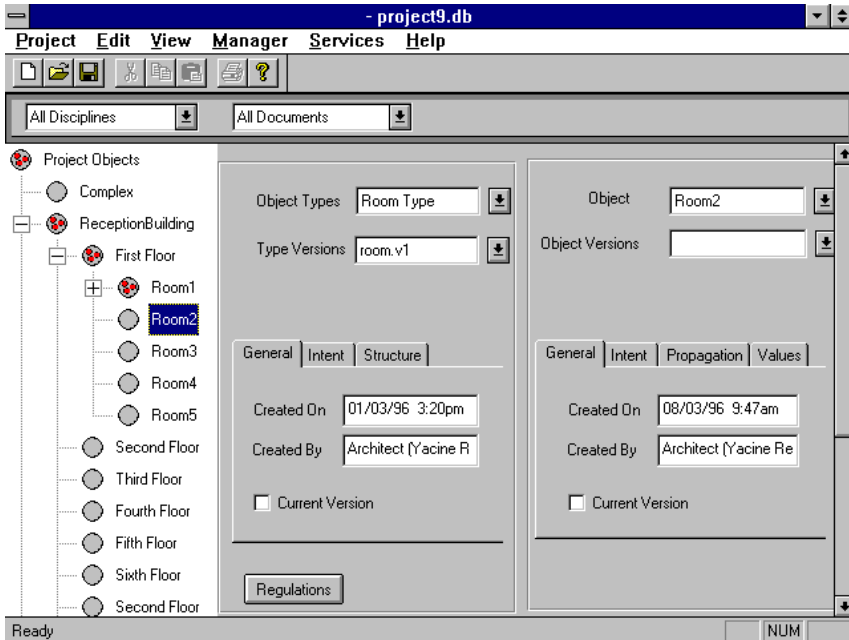 - project9.db
Project Edit View Manager Services Help
All Disciplines All Documents
Project Objects
Complex
ReceptionBuilding
First Floor
Room1
Room2
Room3
Room4
Room5
Second Floor
Third Floor
Fourth Floor
Fifth Floor
Sixth Floor
Second Floor
Object Types Room Type
Type Versions room.v1
General Intent Structure
Created On 01/03/96 3:20pm
Created By Architect (Yacine R
Current Version
Regulations
Object Room2
Object Versions
General Intent Propagation Values
Created On 08/03/96 9:47am
Created By Architect (Yacine Re
Current Version
Ready NUM